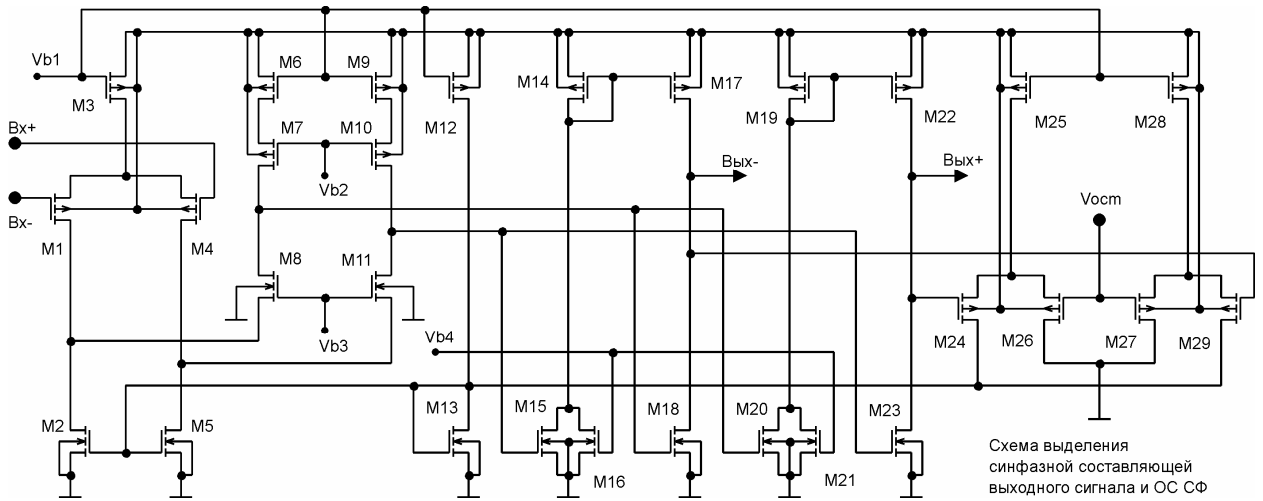 Vb1
M3
M6
M9
M12
M14
M17
M19
M22
M25
M28
Вх+
M7
M10
Vb2
Вых-
Вых+
Vocm
Вх-
M1
M4
M8
M11
Vb3
Vb4
M24
M26
M27
M29
M2
M5
M13
M15
M18
M20
M23
M16
M21
Схема выделения
синфазной составляющей
выходного сигнала и ОС СФ